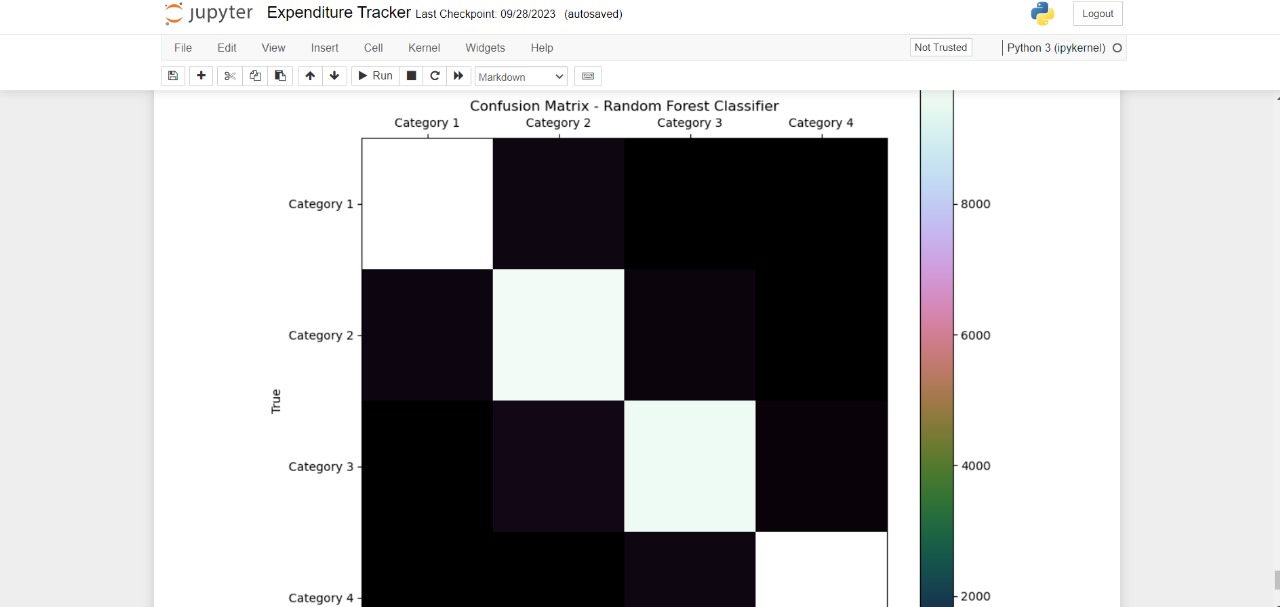 jupyter Expenditure Tracker Last Checkpoint: 09/28/2023 (autosaved) Logout
File Edit View Insert Cell Kernel Widgets Help Not Trusted Python 3 (ipykernel)
Run Markdown
Confusion Matrix - Random Forest Classifier
Category 1 Category 2 Category 3 Category 4
Category 1
Category 2
Category 3
Category 4
True
8000
6000
4000
2000